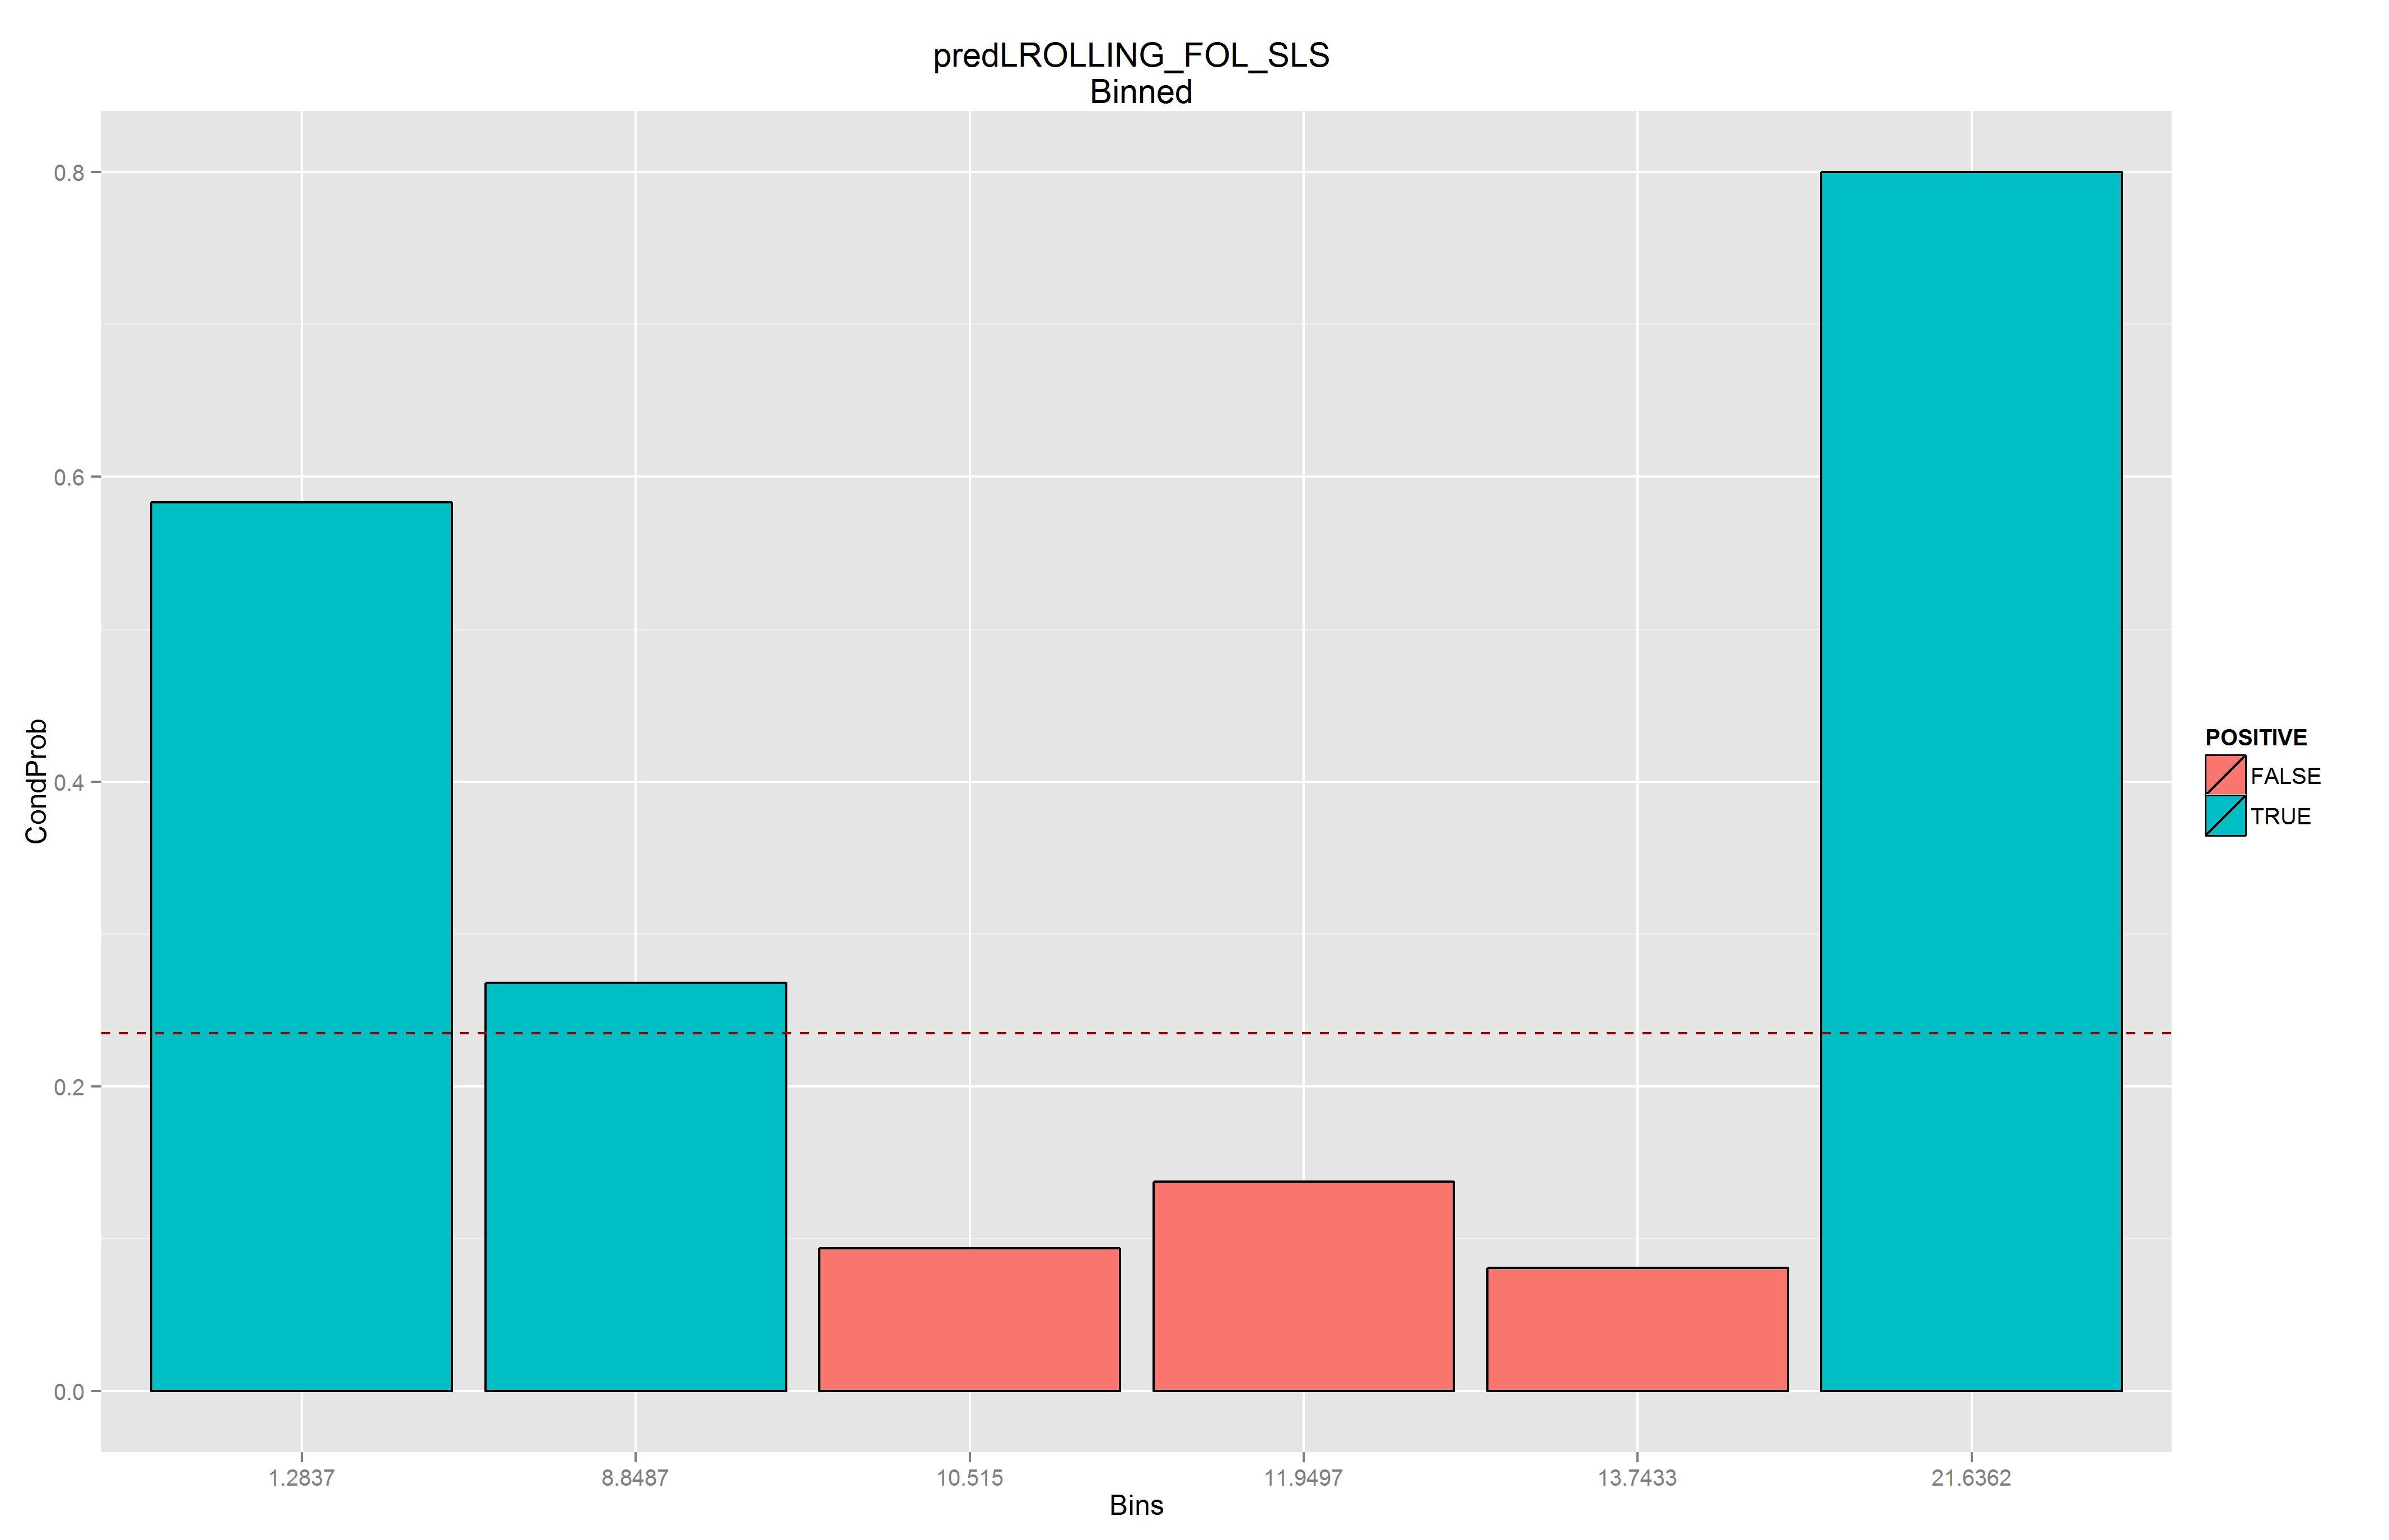 predLROLLING_FOL_SLS
Binned
0.8
0.6
0.4
0.2
0.0
CondProb
1.2837
8.8487
10.515
11.9497
13.7433
21.6362
Bins
POSITIVE
FALSE
TRUE